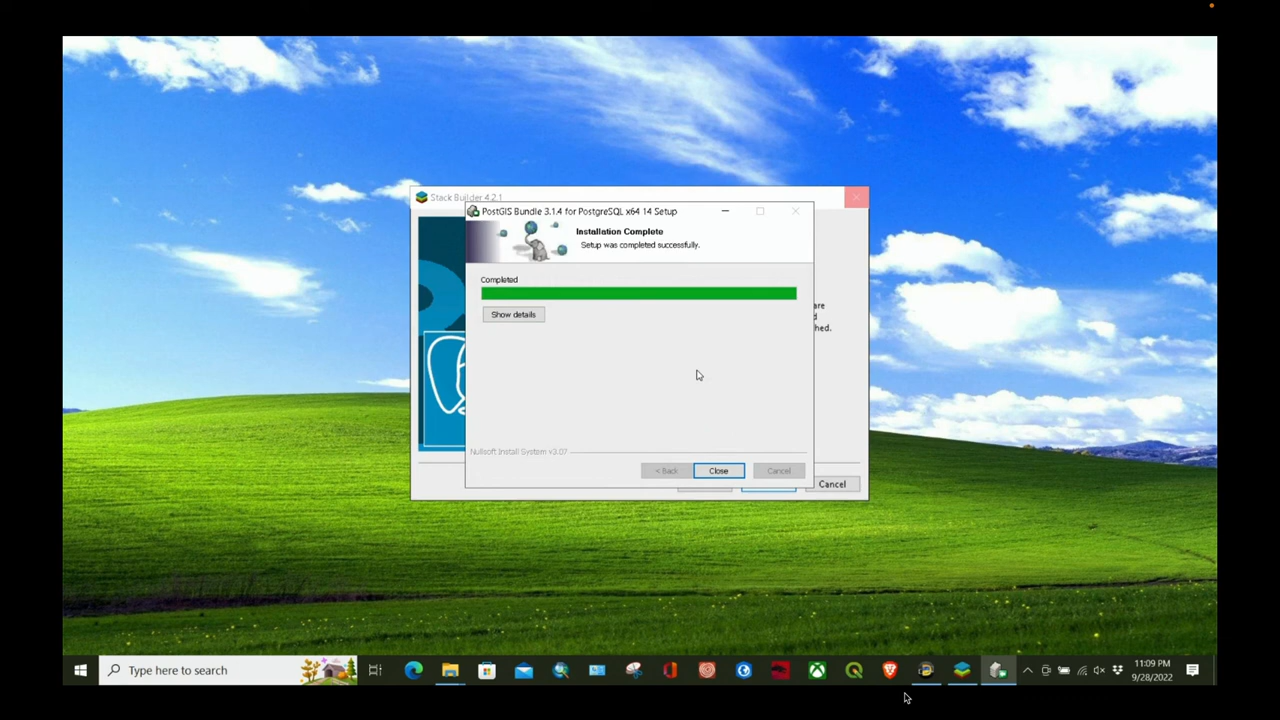 Stack Builder 4.2.1
PostGIS Bundle 3.1.4 for PostgreSQL x64 14 Setup
Installation Complete
Setup was completed successfully.
Completed
Show details
are
d
hed.
Nullsoft Install System v3.07
< Back
Close
Cancel
Cancel
Type here to search
11:09 PM
9/28/2022